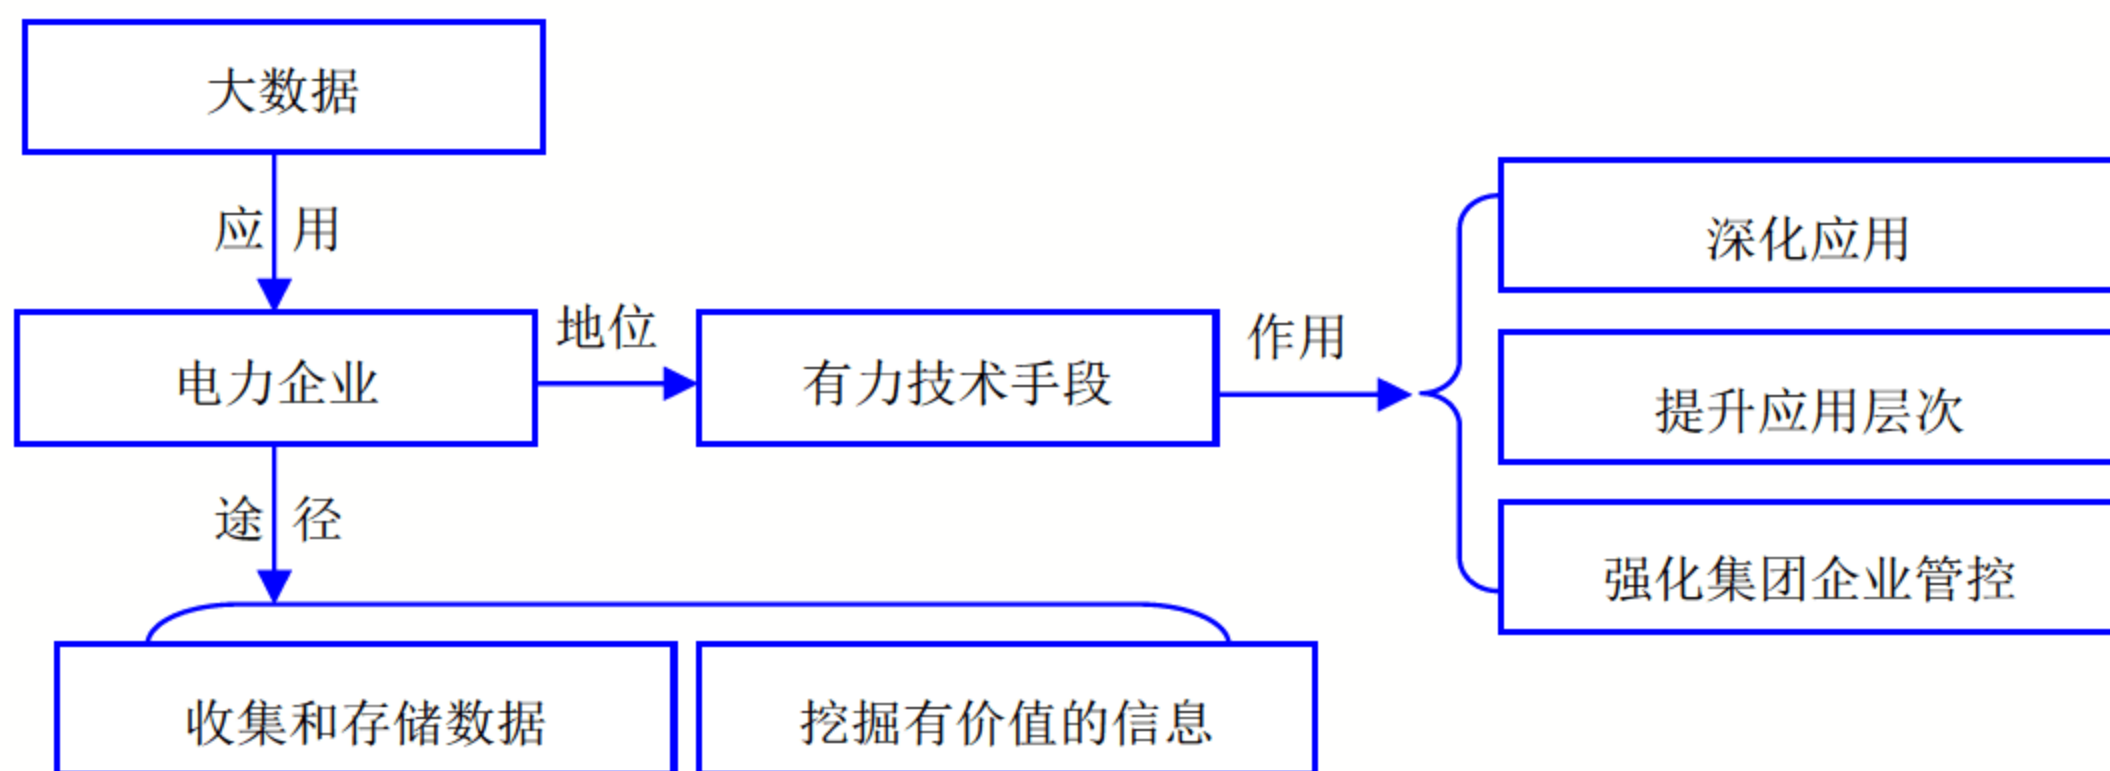 大数据
应用
电力企业
地位
有力技术手段
作用
深化应用
提升应用层次
强化集团企业管控
途径
收集和存储数据
挖掘有价值的信息